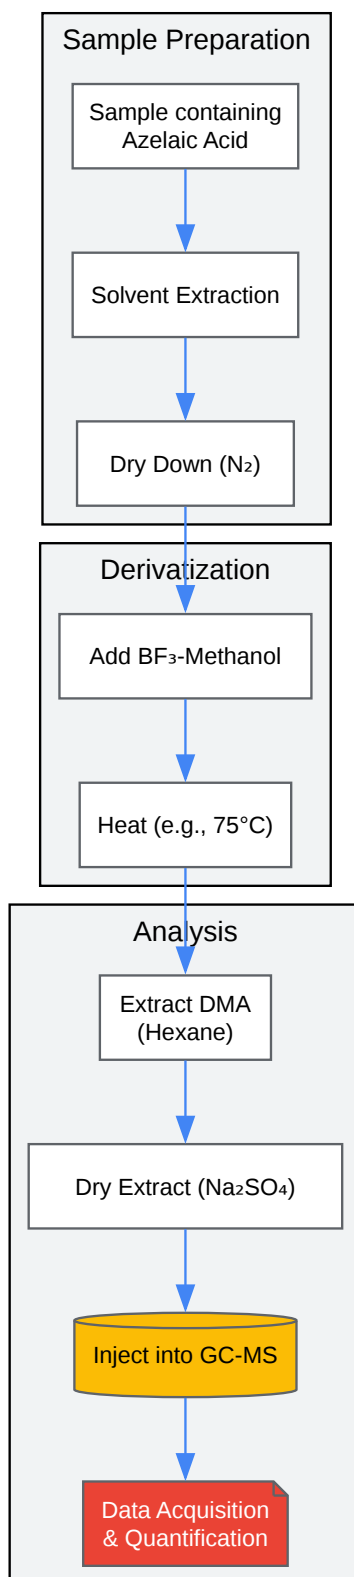 Sample Preparation
Sample containing
Azelaic Acid
Solvent Extraction
Dry Down (N₂)
Derivatization
Add BF₃-Methanol
Heat (e.g., 75°C)
Analysis
Extract DMA
(Hexane)
Dry Extract (Na₂SO₄)
Inject into GC-MS
Data Acquisition
& Quantification